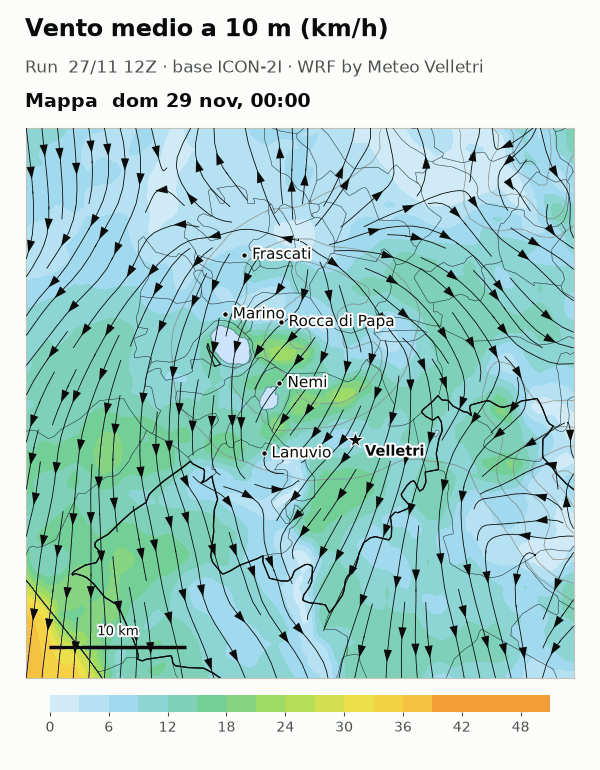 Vento medio a 10 m (km/h)
Run 27/11 12Z · base ICON-2I · WRF by Meteo Velletri
Mappa dom 29 nov, 00:00
Frascati
Marino
Rocca di Papa
Nemi
Velletri
Lanuvio
10 km
0 6 12 18 24 30 36 42 48